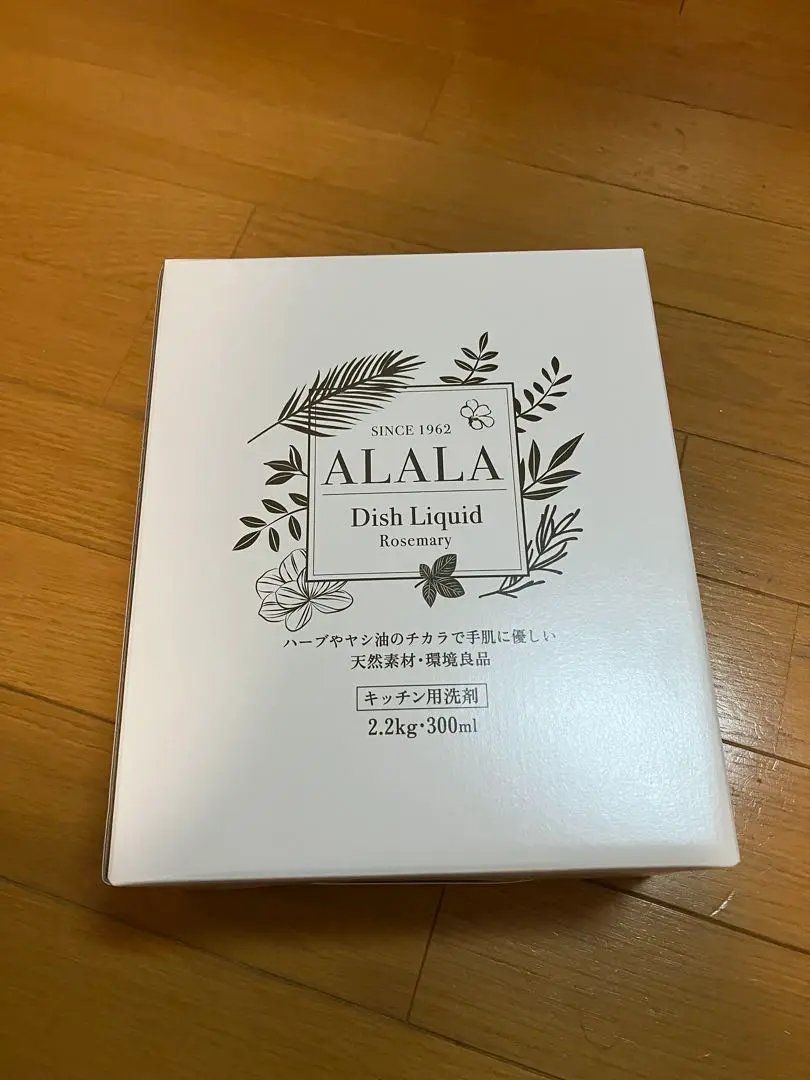 SINCE 1962
ALALA
Dish Liquid
Rosemary
ハーブやヤシ油のチカラで手肌に優しい
天然素材・環境良品
キッチン用洗剤
2.2kg・300ml